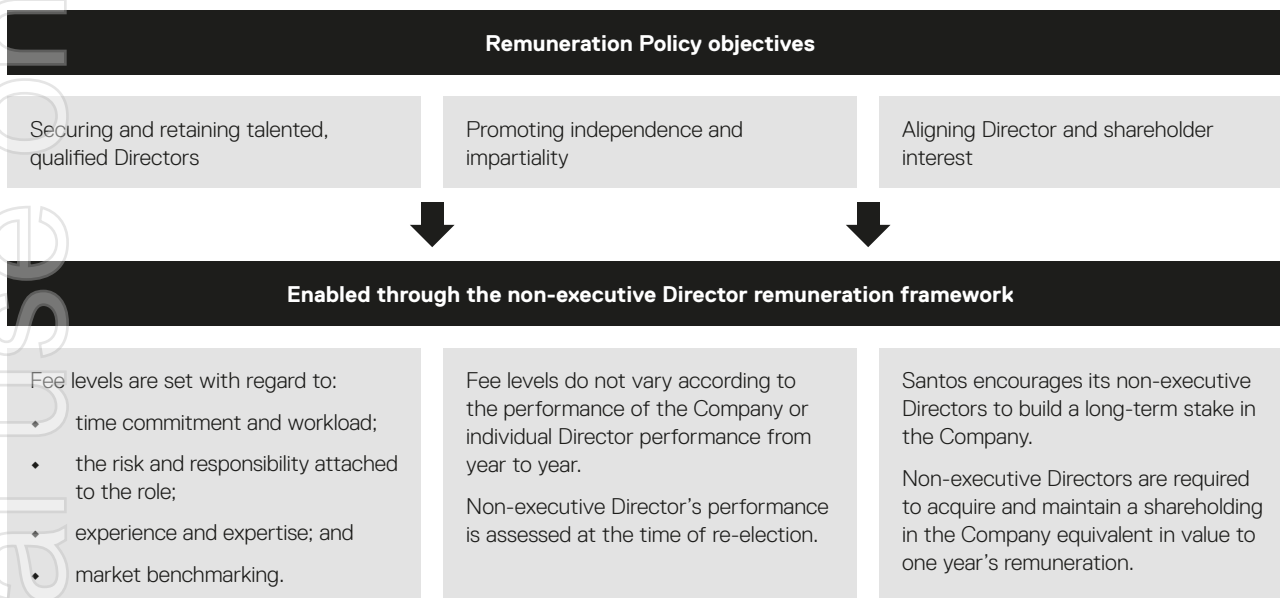 Remuneration Policy objectives
Securing and retaining talented,
qualified Directors
Promoting independence and
impartiality
Aligning Director and shareholder
interest
Enabled through the non-executive Director remuneration framework
Fee levels are set with regard to:
◆ time commitment and workload;
◆ the risk and responsibility attached
to the role;
◆ experience and expertise; and
◆ market benchmarking.
Fee levels do not vary according to
the performance of the Company or
individual Director performance from
year to year.
Non-executive Director’s performance
is assessed at the time of re-election.
Santos encourages its non-executive
Directors to build a long-term stake in
the Company.
Non-executive Directors are required
to acquire and maintain a shareholding
in the Company equivalent in value to
one year’s remuneration.
al use on